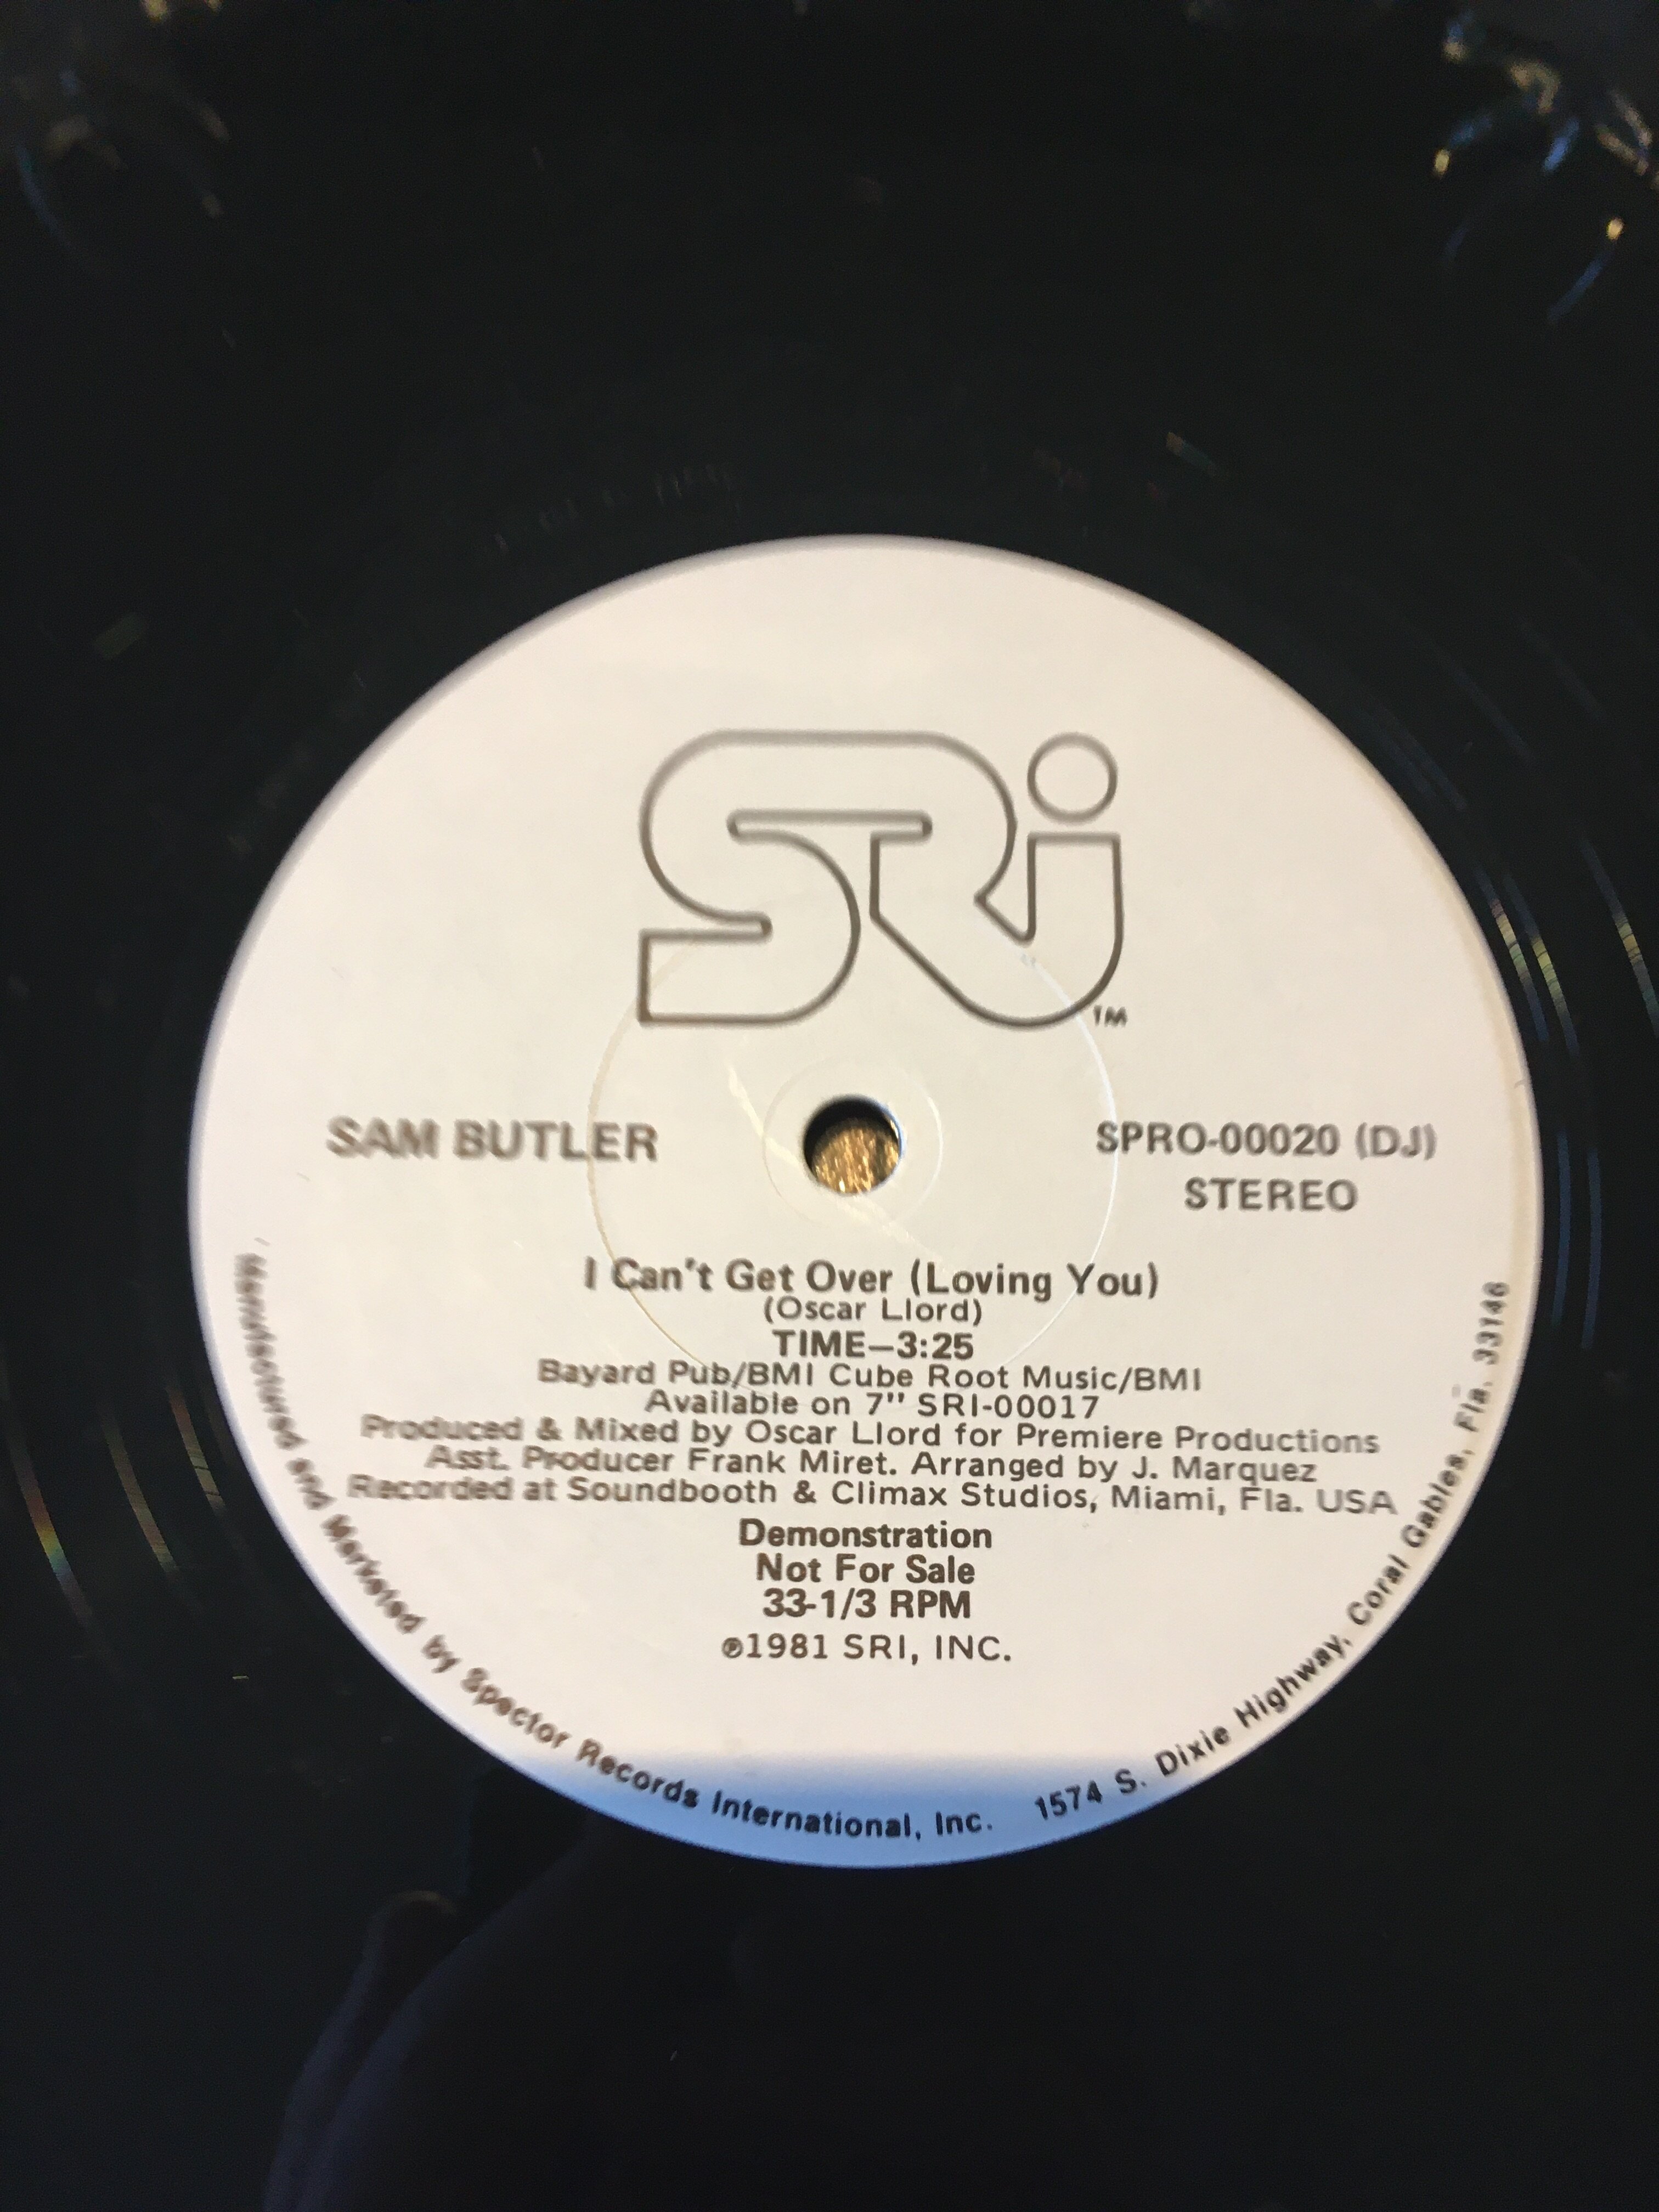 SRi
TM
SAM BUTLER
SPRO-00020 (DJ)
STEREO
I Can't Get Over (Loving You)
(Oscar Llord)
TIME—3:25
Bayard Pub/BMI Cube Root Music/BMI
Available on 7" SRI-00017
Produced & Mixed by Oscar Llord for Premiere Productions
Asst. Producer Frank Miret. Arranged by J. Marquez
Recorded at Soundbooth & Climax Studios, Miami, Fla. USA
Demonstration
Not For Sale
33-1/3 RPM
℗1981 SRI, INC.
Manufactured and Marketed by Spector Records International, Inc. 1574 S. Dixie Highway, Coral Gables, Fla. 33146